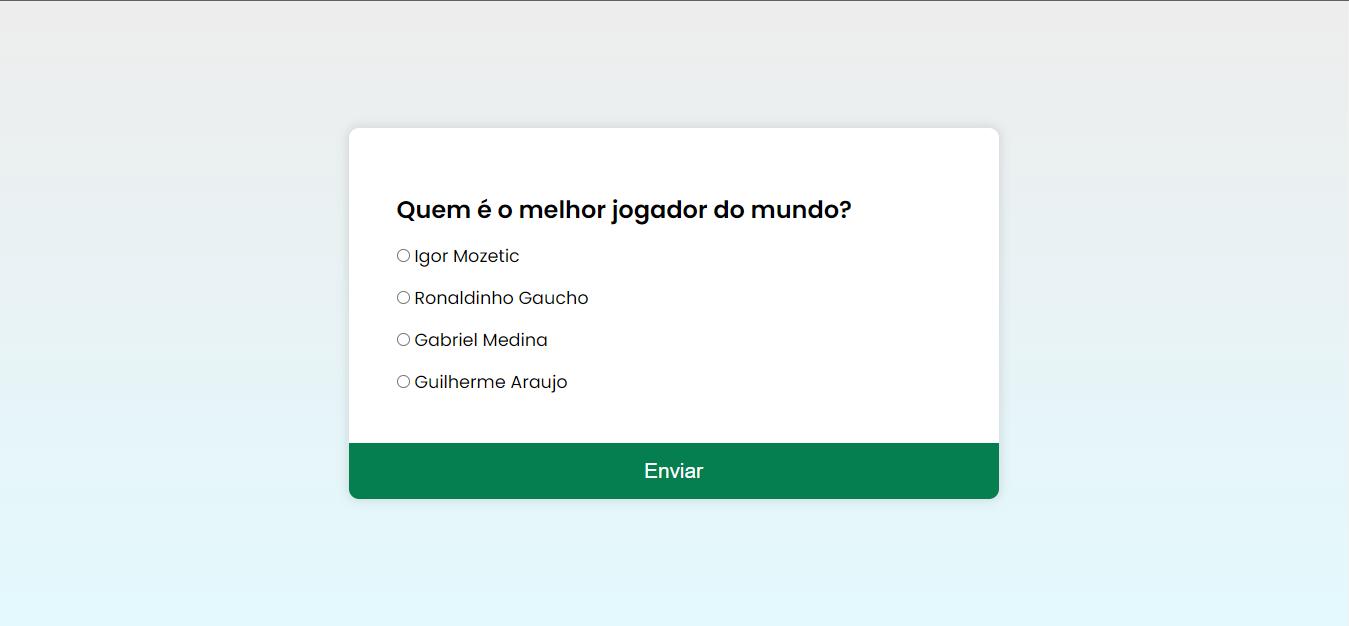 Quem é o melhor jogador do mundo?
Igor Mozetic
Ronaldinho Gaucho
Gabriel Medina
Guilherme Araujo
Enviar